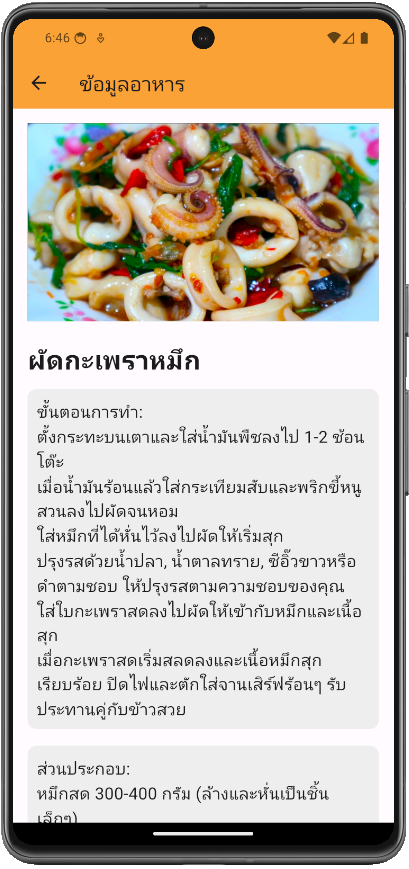 6:46
ข้อมูลอาหาร
ผัดกะเพราหมึก
ขั้นตอนการทำ:
ตั้งกระทะบนเตาและใส่น้ำมันพืชลงไป 1-2 ช้อน
โต๊ะ
เมื่อน้ำมันร้อนแล้วใส่กระเทียมสับและพริกขี้หนู
สวนลงไปผัดจนหอม
ใส่หมึกที่ได้หั่นไว้ลงไปผัดให้เริ่มสุก
ปรุงรสด้วยน้ำปลา, น้ำตาลทราย, ซีอิ๊วขาวหรือ
ดำตามชอบ ให้ปรุงรสตามความชอบของคุณ
ใส่ใบกะเพราสดลงไปผัดให้เข้ากับหมึกและเนื้อ
สุก
เมื่อกะเพราสดเริ่มสลดลงและเนื้อหมึกสุก
เรียบร้อย ปิดไฟและตักใส่จานเสิร์ฟร้อนๆ รับ
ประทานคู่กับข้าวสวย
ส่วนประกอบ:
หมึกสด 300-400 กรัม (ล้างและหั่นเป็นชิ้น
เล็กๆ)